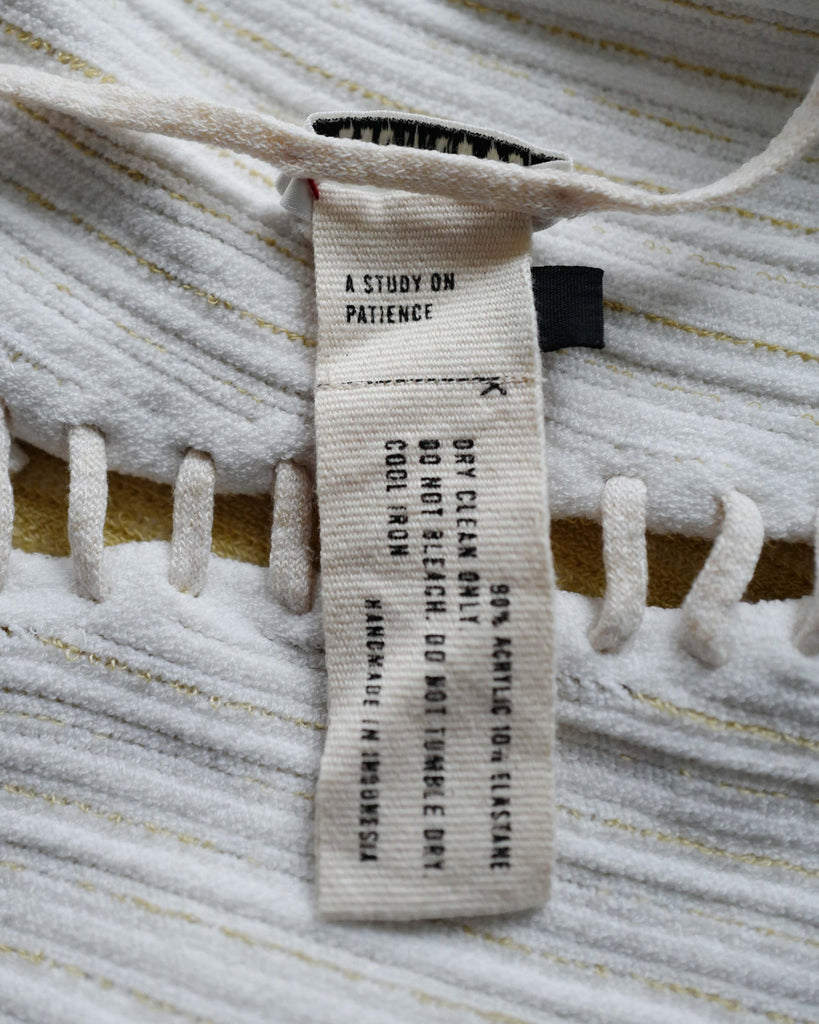 A STUDY ON
PATIENCE
K
90% ACRYLIC 10% ELASTANE
DRY CLEAN ONLY
DO NOT BLEACH. DO NOT TUMBLE DRY
COOL IRON
HANDMADE IN INDONESIA